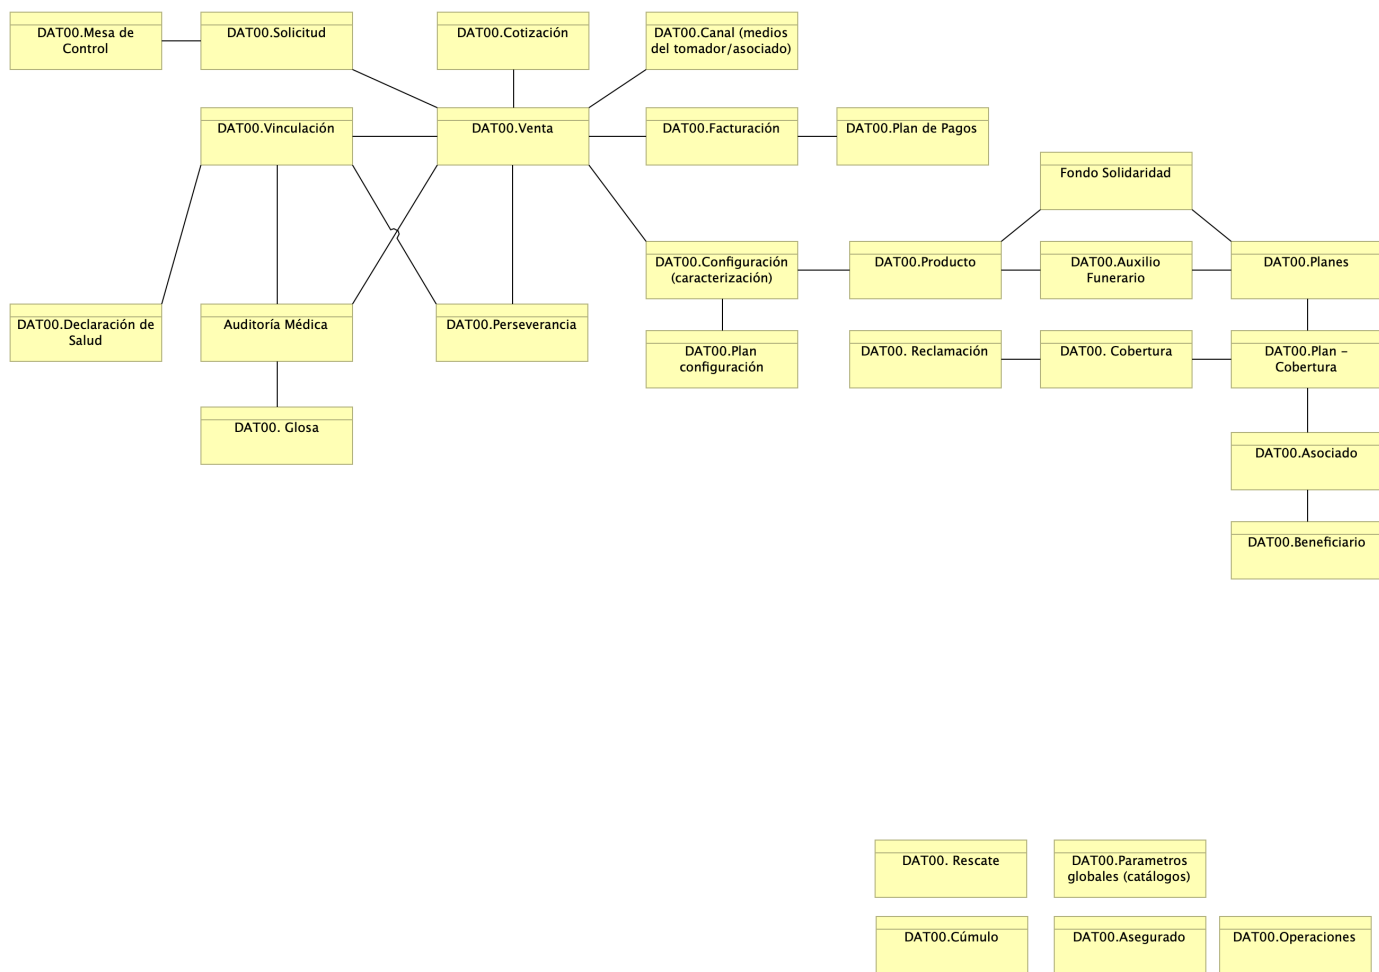 DAT00.Mesa de
Control
DAT00.Solicitud
DAT00.Cotización
DAT00.Canal (medios
del tomador/asociado)
DAT00.Vinculación
DAT00.Venta
DAT00.Facturación
DAT00.Plan de Pagos
Fondo Solidaridad
DAT00.Configuración
(caracterización)
DAT00.Producto
DAT00.Auxilio
Funerario
DAT00.Planes
DAT00.Declaración de
Salud
Auditoría Médica
DAT00.Perseverancia
DAT00.Plan
configuración
DAT00. Reclamación
DAT00. Cobertura
DAT00.Plan –
Cobertura
DAT00. Glosa
DAT00.Asociado
DAT00.Beneficiario
DAT00. Rescate
DAT00.Parametros
globales (catálogos)
DAT00.Cúmulo
DAT00.Asegurado
DAT00.Operaciones